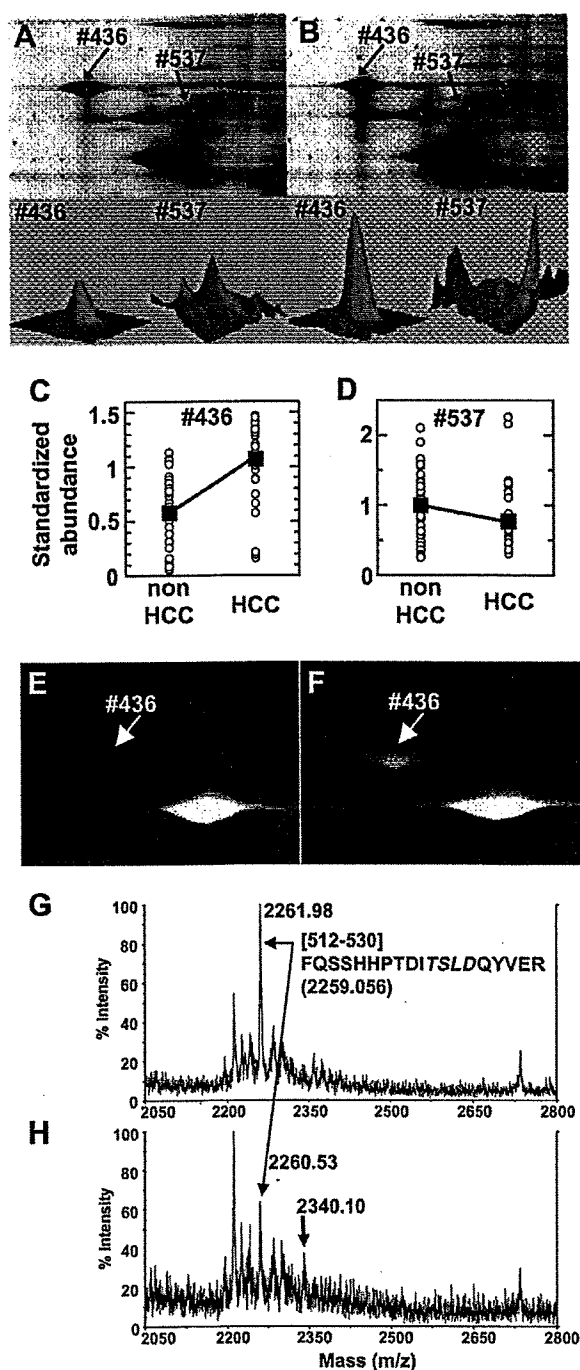 A
#436
#537
B
#436
#537
#436
#537
#436
#537
C
Standardized
abundance
1.5
1
0.5
0
#436
non
HCC
HCC
D
2
1
0
#537
non
HCC
HCC
E
#436
F
#436
G
% Intensity
100
80
60
40
20
0
2261.98
[512-530]
FQSSHHPTDITSLDQYVER
(2259.056)
2050 2200 2350 2500 2650 2800
H
% Intensity
100
80
60
40
20
0
2260.53
2340.10
2050 2200 2350 2500 2650 2800
Mass (m/z)